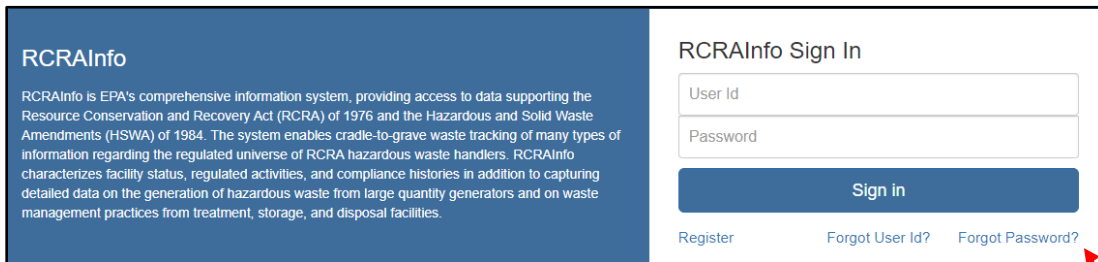 RCRAInfo
RCRAInfo is EPA's comprehensive information system, providing access to data supporting the
Resource Conservation and Recovery Act (RCRA) of 1976 and the Hazardous and Solid Waste
Amendments (HSWA) of 1984. The system enables cradle-to-grave waste tracking of many types of
information regarding the regulated universe of RCRA hazardous waste handlers. RCRAInfo
characterizes facility status, regulated activities, and compliance histories in addition to capturing
detailed data on the generation of hazardous waste from large quantity generators and on waste
management practices from treatment, storage, and disposal facilities.
RCRAInfo Sign In
User Id
Password
Sign in
Register Forgot User Id? Forgot Password?